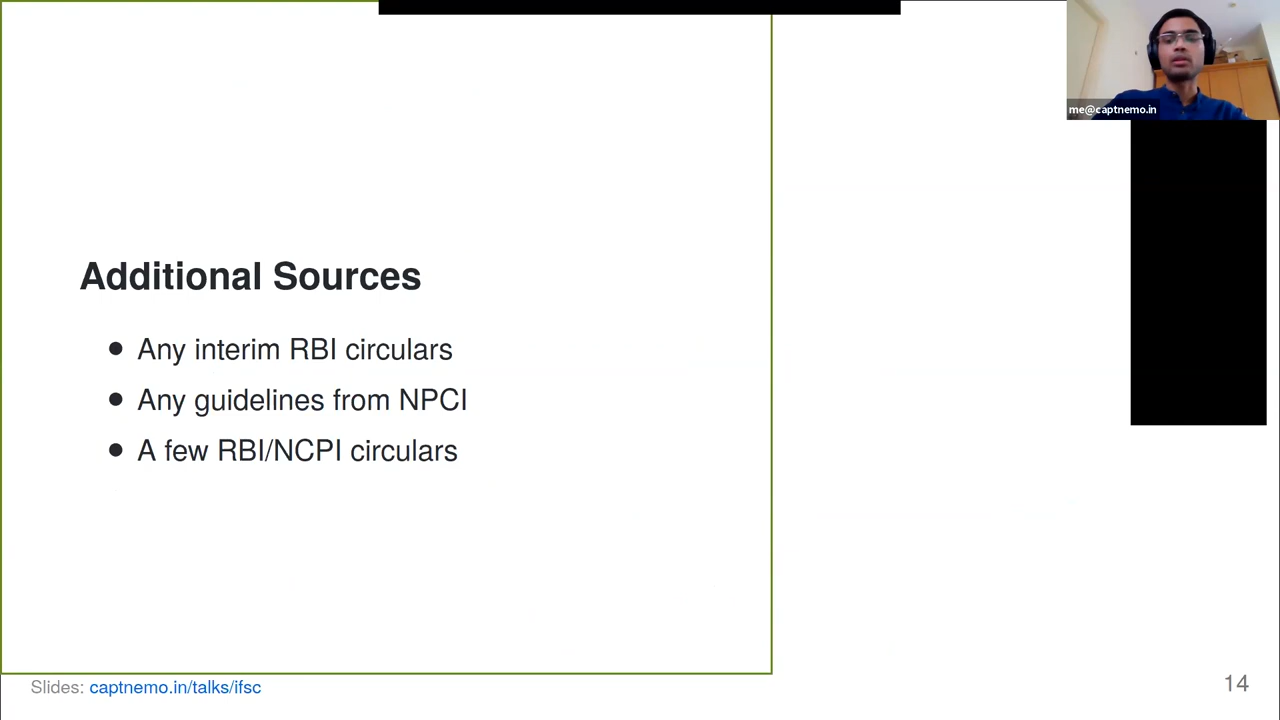 me@captnemo.in
Additional Sources
Any interim RBI circulars
Any guidelines from NPCI
A few RBI/NCPI circulars
Slides: captnemo.in/talks/ifsc
14